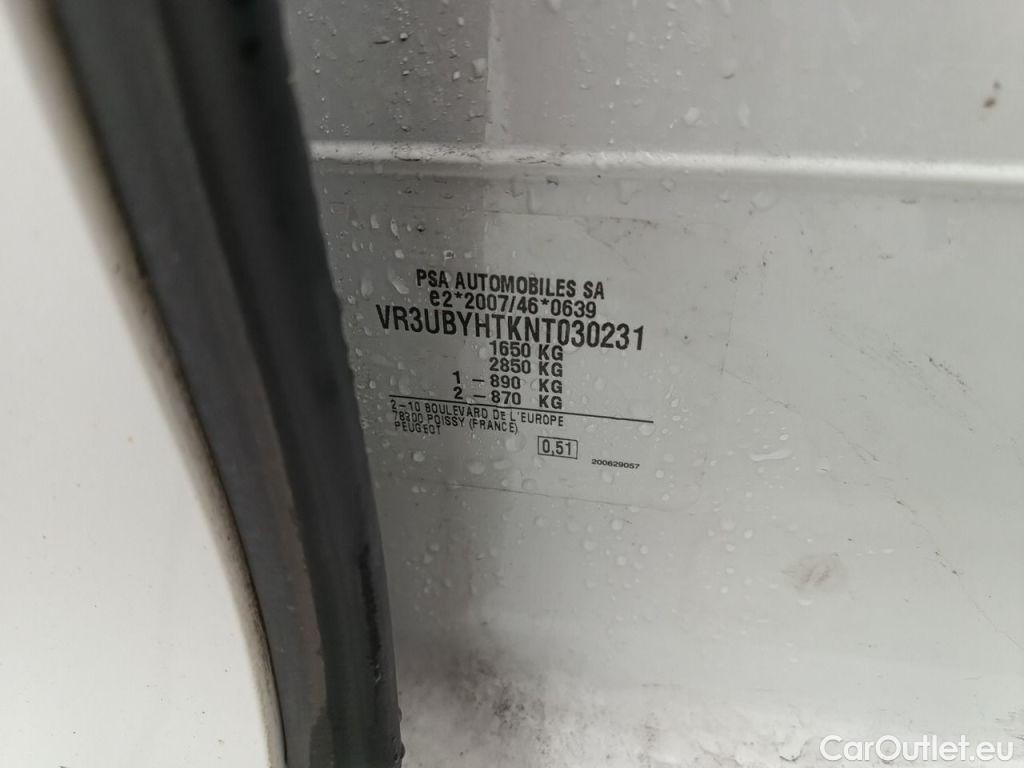 PSA AUTOMOBILES SA
e2*2007/46*0639
VR3UBYHTKNT030231
1650 KG
2850 KG
1 - 890 KG
2 - 870 KG
2-10 BOULEVARD DE L'EUROPE
78300 POISSY (FRANCE)
PEUGEOT
0,51
200629057
CarOutlet.eu